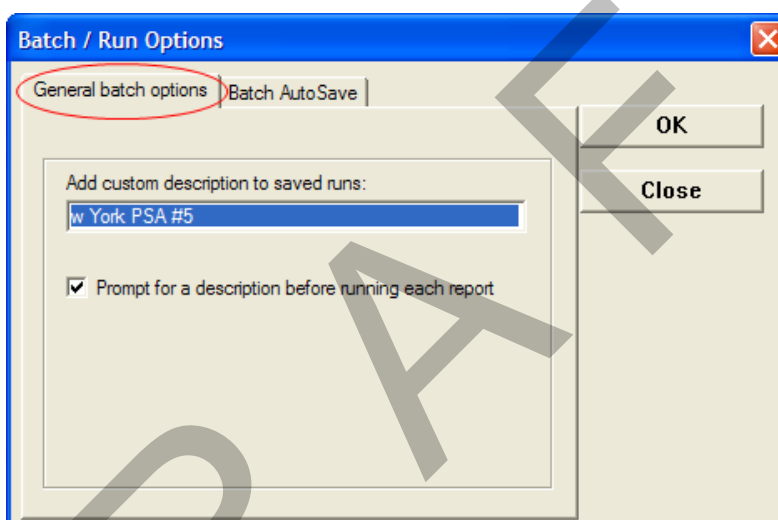 Batch / Run Options
General batch options
Batch AutoSave
OK
Add custom description to saved runs:
Close
w York PSA #5
Prompt for a description before running each report